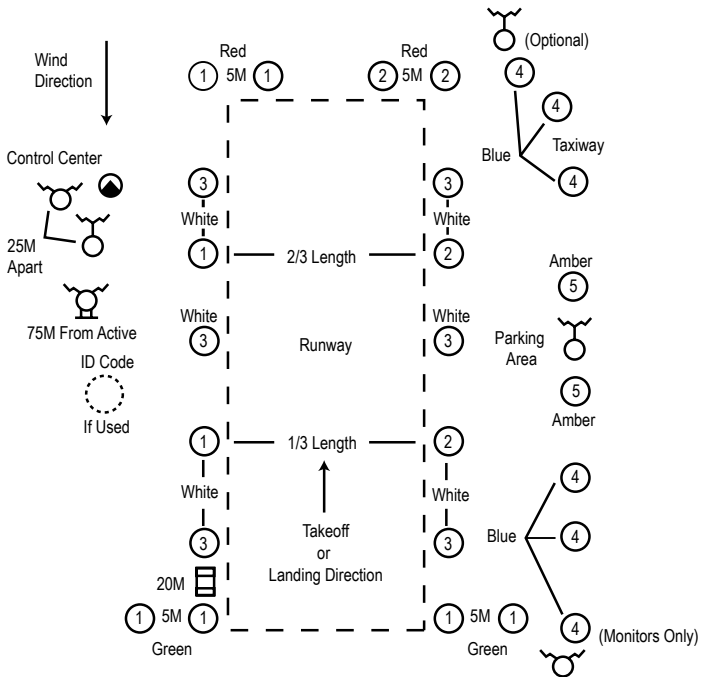 (Optional)
Red
Red
Wind
Direction
1 5M 1
2 5M 2
4
4
Blue
Taxiway
4
Control Center
3
3
White
White
25M
Apart
1
2/3 Length
2
Amber
5
75M From Active
White
3
Runway
White
3
Parking
Area
ID Code
5
Amber
If Used
1
1/3 Length
2
4
White
White
Takeoff
or
Landing Direction
3
3
Blue
4
20M
1 5M 1
1 5M 1
4
(Monitors Only)
Green
Green